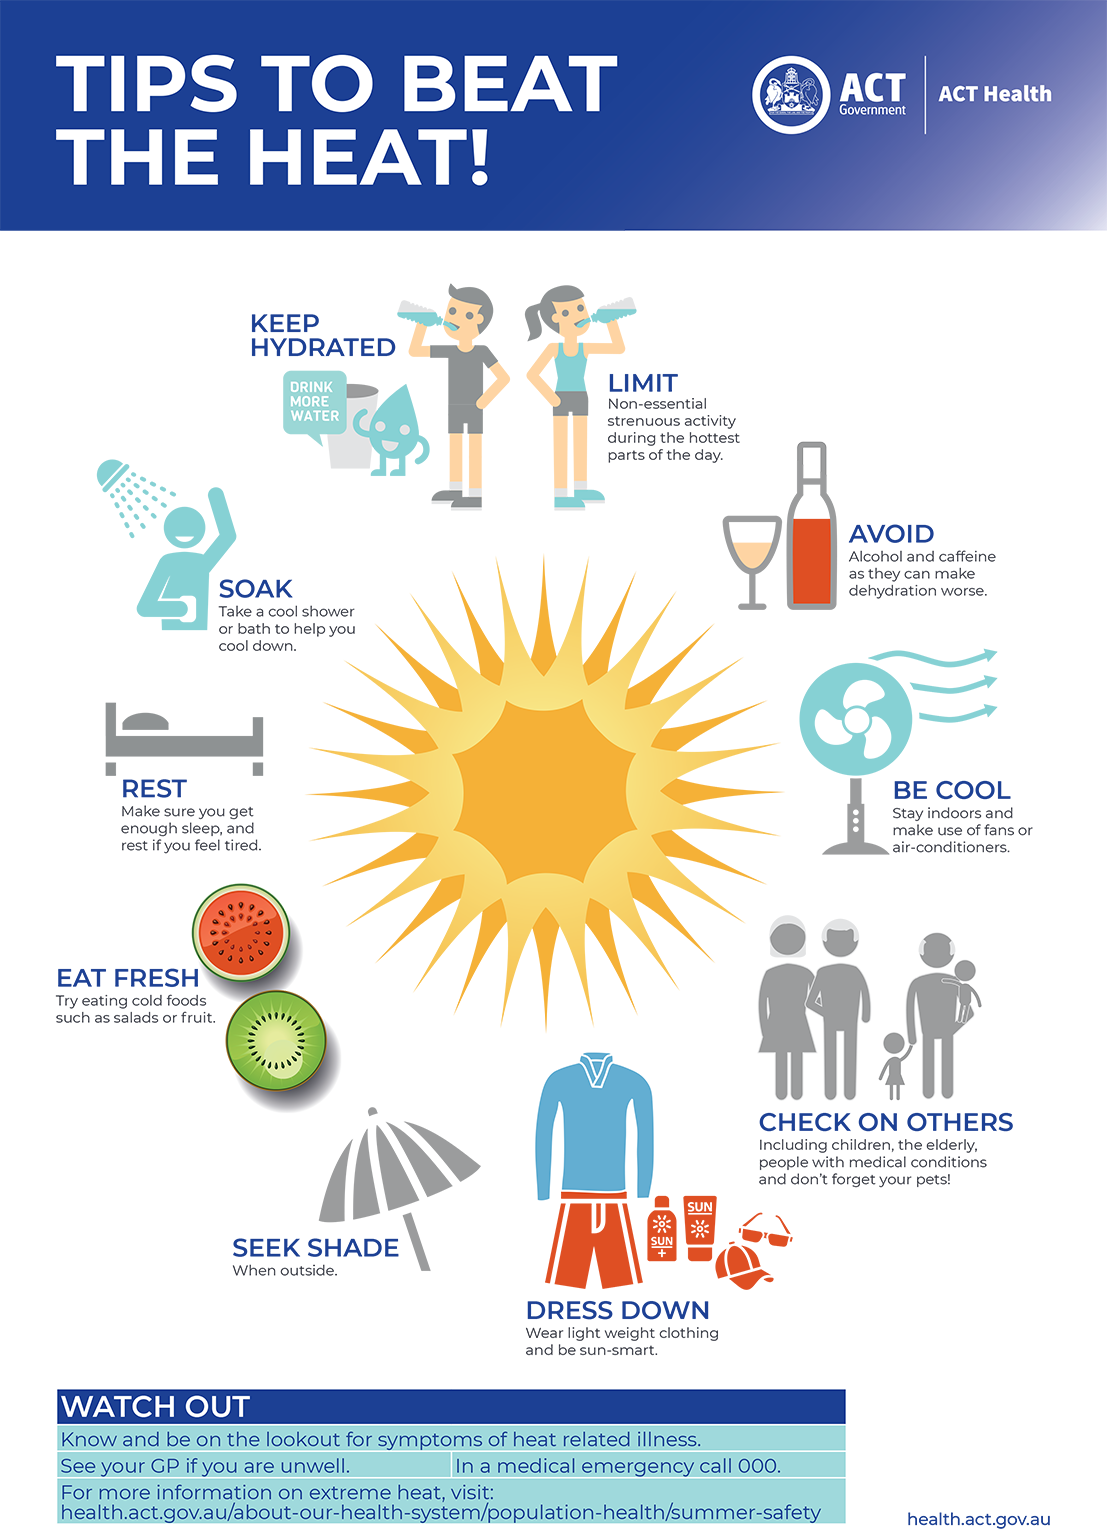 TIPS TO BEAT
THE HEAT!
ACT
Government
ACT Health
KEEP
HYDRATED
DRINK
MORE
WATER
LIMIT
Non-essential
strenuous activity
during the hottest
parts of the day.
AVOID
Alcohol and caffeine
as they can make
dehydration worse.
SOAK
Take a cool shower
or bath to help you
cool down.
BE COOL
Stay indoors and
make use of fans or
air-conditioners.
REST
Make sure you get
enough sleep, and
rest if you feel tired.
EAT FRESH
Try eating cold foods
such as salads or fruit.
CHECK ON OTHERS
Including children, the elderly,
people with medical conditions
and don't forget your pets!
SEEK SHADE
When outside.
SUN
+
SUN
DRESS DOWN
Wear light weight clothing
and be sun-smart.
WATCH OUT
Know and be on the lookout for symptoms of heat related illness.
See your GP if you are unwell.
In a medical emergency call 000.
For more information on extreme heat, visit:
health.act.gov.au/about-our-health-system/population-health/summer-safety
health.act.gov.au